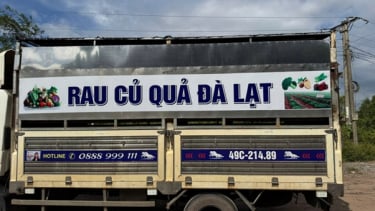 RAU CỦ QUẢ ĐÀ LẠT
HOTLINE 0888 999 111
49C-214.89